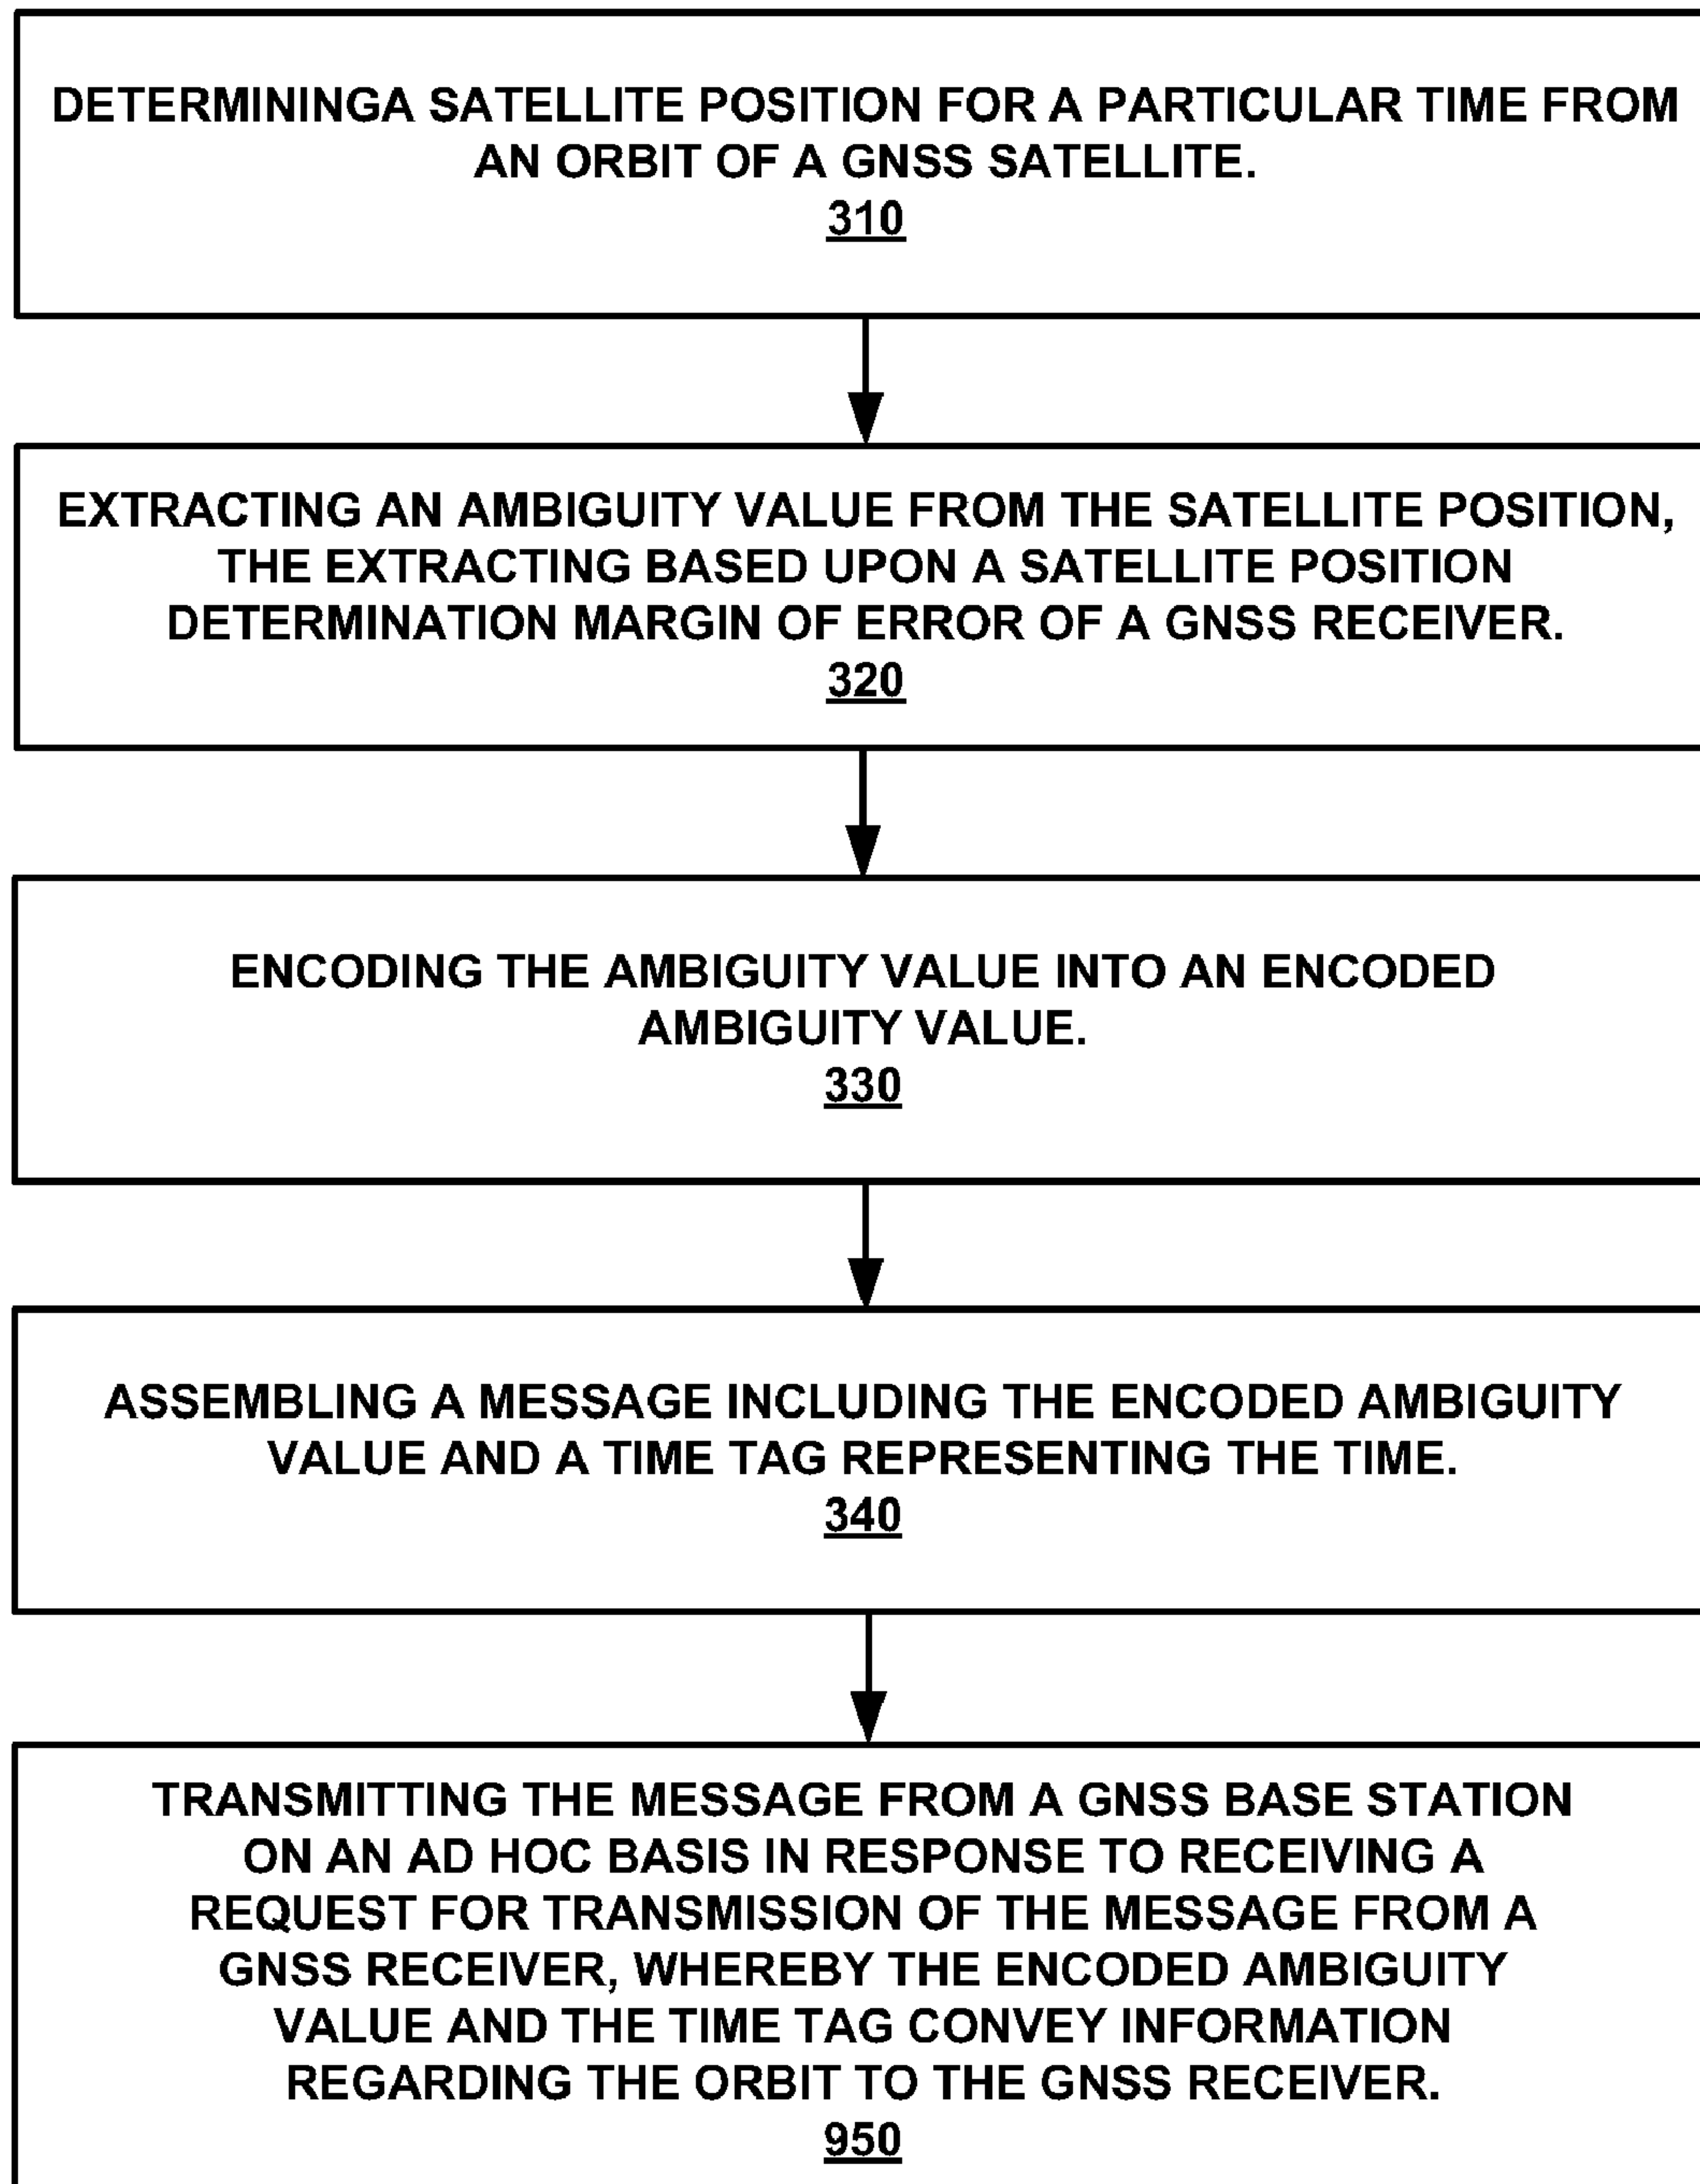 DETERMININGA SATELLITE POSITION FOR A PARTICULAR TIME FROM
AN ORBIT OF A GNSS SATELLITE.
310
EXTRACTING AN AMBIGUITY VALUE FROM THE SATELLITE POSITION,
THE EXTRACTING BASED UPON A SATELLITE POSITION
DETERMINATION MARGIN OF ERROR OF A GNSS RECEIVER.
320
ENCODING THE AMBIGUITY VALUE INTO AN ENCODED
AMBIGUITY VALUE.
330
ASSEMBLING A MESSAGE INCLUDING THE ENCODED AMBIGUITY
VALUE AND A TIME TAG REPRESENTING THE TIME.
340
TRANSMITTING THE MESSAGE FROM A GNSS BASE STATION
ON AN AD HOC BASIS IN RESPONSE TO RECEIVING A
REQUEST FOR TRANSMISSION OF THE MESSAGE FROM A
GNSS RECEIVER, WHEREBY THE ENCODED AMBIGUITY
VALUE AND THE TIME TAG CONVEY INFORMATION
REGARDING THE ORBIT TO THE GNSS RECEIVER.
950